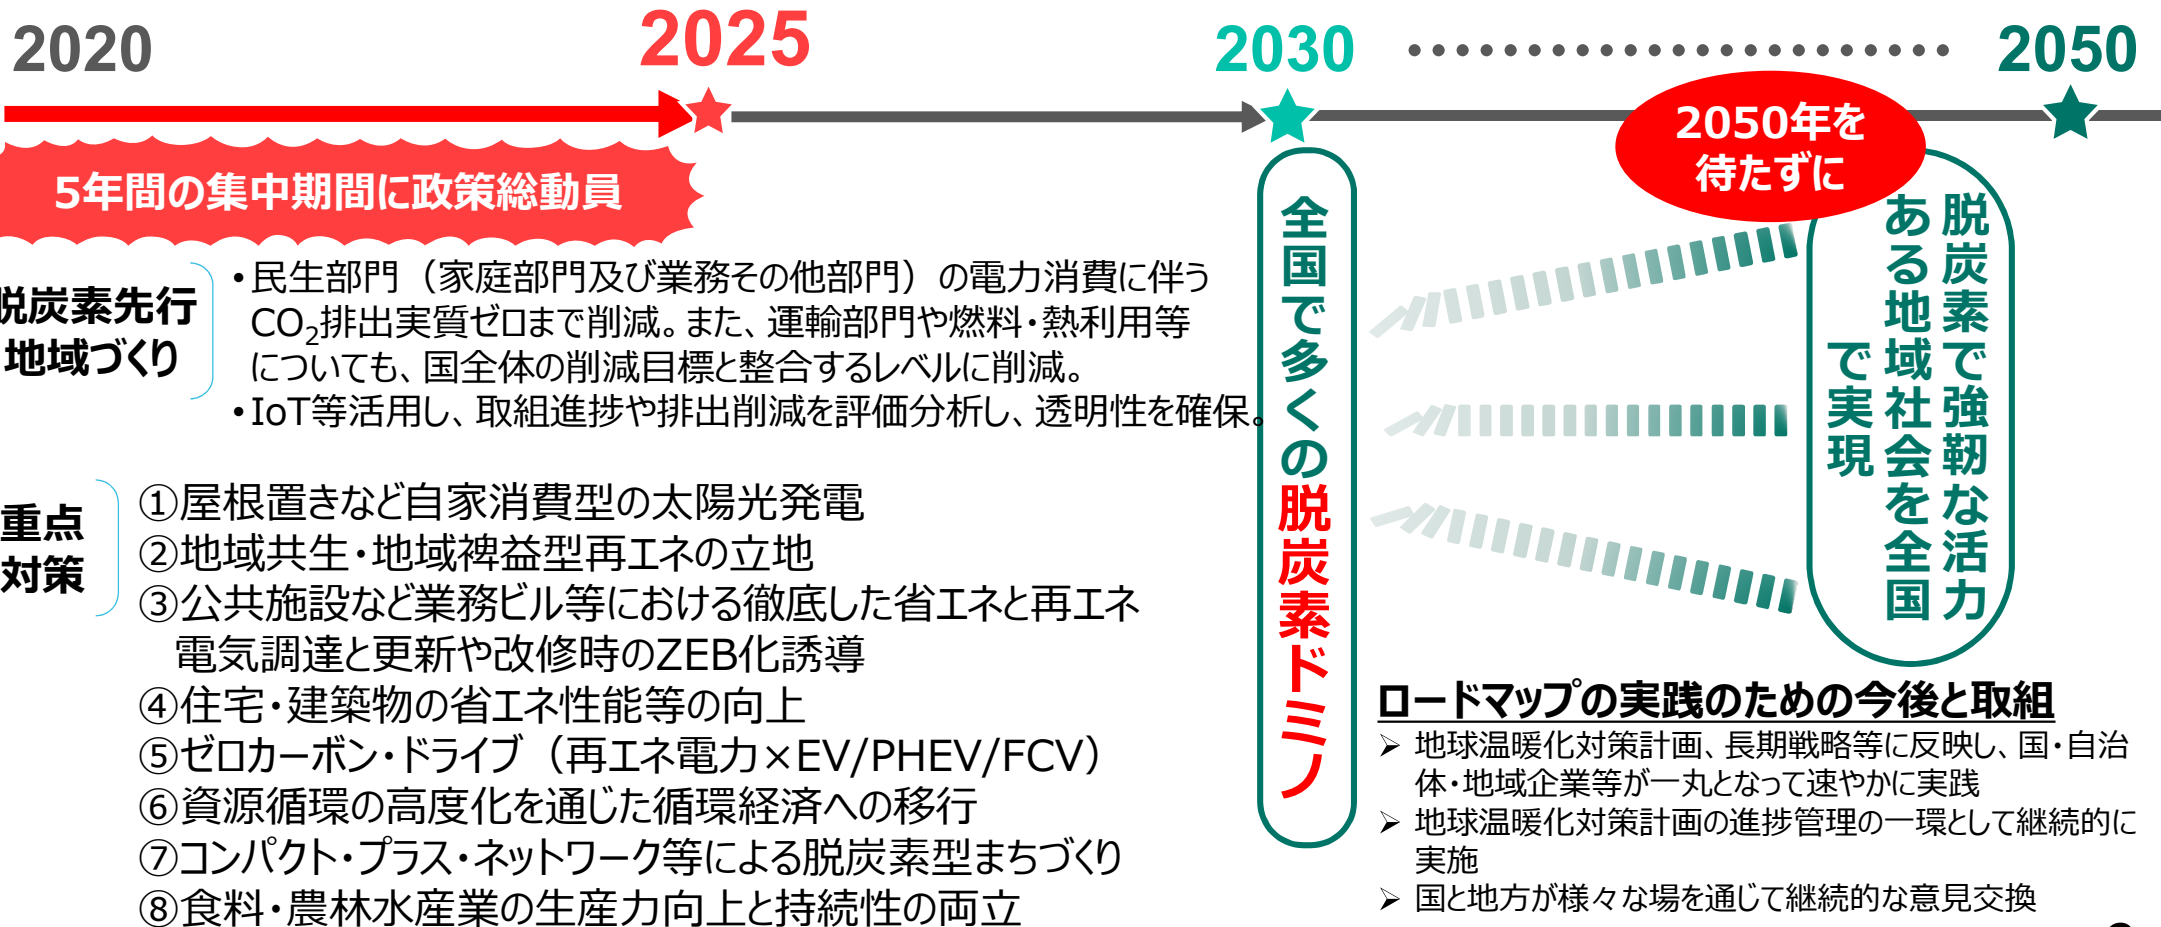 2020
2025
2030
2050
2050年を
待たずに
5年間の集中期間に政策総動員
脱炭素先行
地域づくり
•民生部門（家庭部門及び業務その他部門）の電力消費に伴う
CO₂排出実質ゼロまで削減。また、運輸部門や燃料・熱利用等
についても、国全体の削減目標と整合するレベルに削減。
•IoT等活用し、取組進捗や排出削減を評価分析し、透明性を確保。
重点
対策
①屋根置きなど自家消費型の太陽光発電
②地域共生・地域裨益型再エネの立地
③公共施設など業務ビル等における徹底した省エネと再エネ
電気調達と更新や改修時のZEB化誘導
④住宅・建築物の省エネ性能等の向上
⑤ゼロカーボン・ドライブ（再エネ電力×EV/PHEV/FCV）
⑥資源循環の高度化を通じた循環経済への移行
⑦コンパクト・プラス・ネットワーク等による脱炭素型まちづくり
⑧食料・農林水産業の生産力向上と持続性の両立
全国で多くの脱炭素ドミノ
脱炭素で強靭な活力
ある地域社会を全国
で実現
ロードマップの実践のための今後と取組
➢ 地球温暖化対策計画、長期戦略等に反映し、国・自治
体・地域企業等が一丸となって速やかに実践
➢ 地球温暖化対策計画の進捗管理の一環として継続的に
実施
➢ 国と地方が様々な場を通じて継続的な意見交換